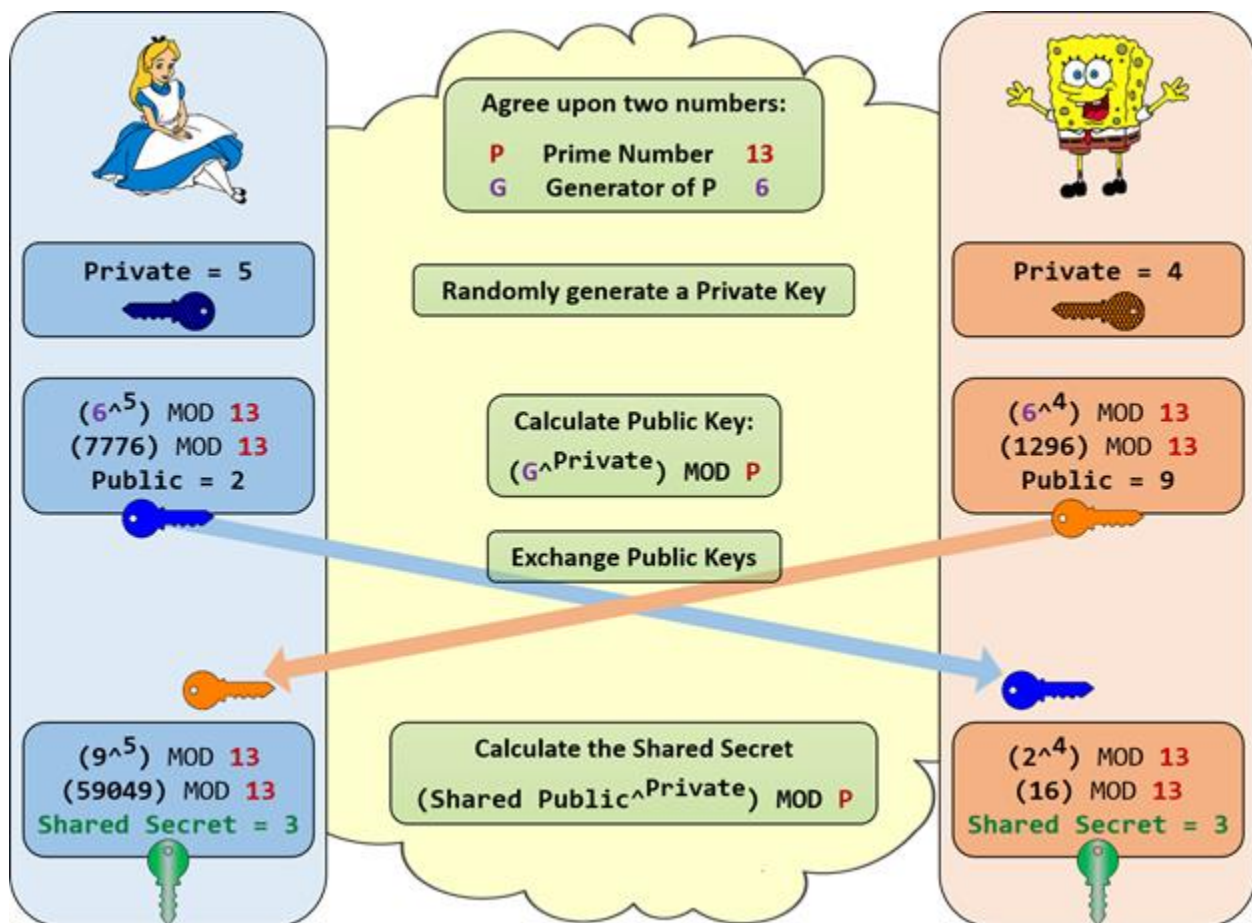 Agree upon two numbers:
P Prime Number 13
G Generator of P 6
Private = 5
Randomly generate a Private Key
Private = 4
(6^5) MOD 13
(7776) MOD 13
Public = 2
Calculate Public Key:
(G^Private) MOD P
(6^4) MOD 13
(1296) MOD 13
Public = 9
Exchange Public Keys
(9^5) MOD 13
(59049) MOD 13
Shared Secret = 3
Calculate the Shared Secret
(Shared Public^Private) MOD P
(2^4) MOD 13
(16) MOD 13
Shared Secret = 3